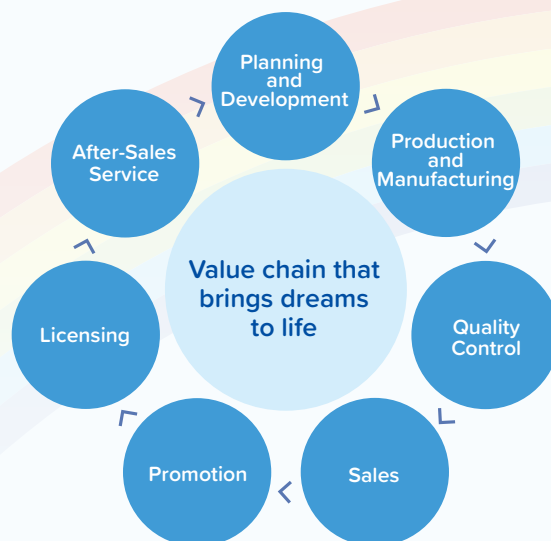 Planning
and
Development
Production
and
Manufacturing
Quality
Control
Sales
Promotion
Licensing
After-Sales
Service
Value chain that
brings dreams
to life